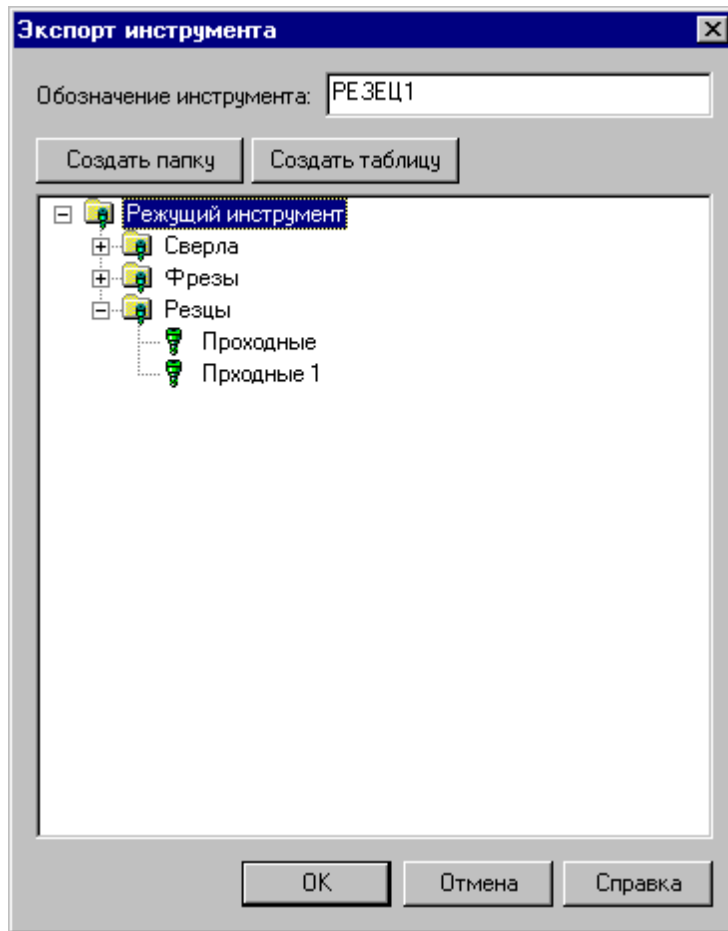 Экспорт инструмента
Обозначение инструмента: РЕЗЕЦ1
Создать папку Создать таблицу
Режущий инструмент
Сверла
Фрезы
Резцы
Проходные
Прходные 1
OK Отмена Справка